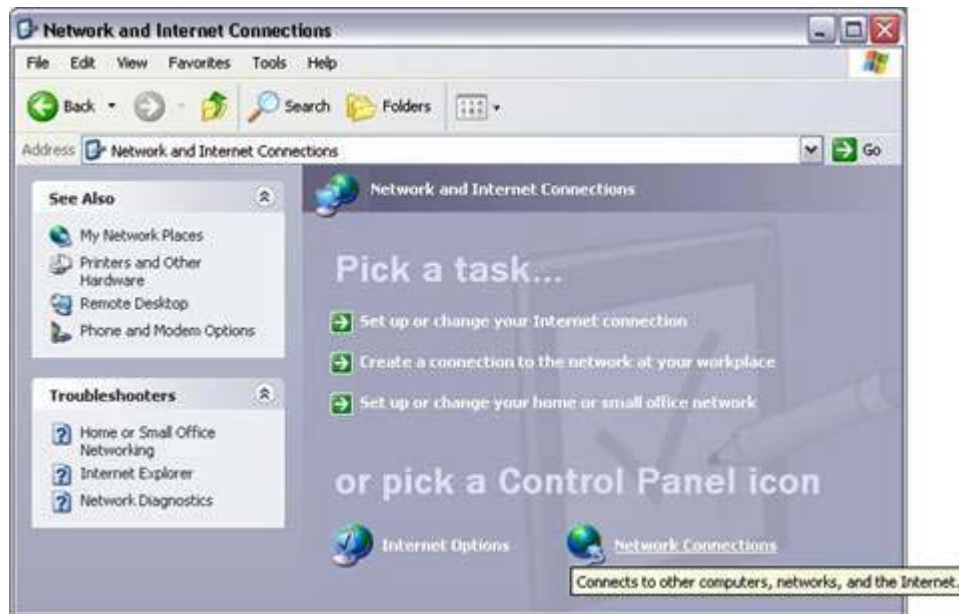 Network and Internet Connections
File Edit View Favorites Tools Help
Back Search Folders
Address Network and Internet Connections Go
See Also
My Network Places
Printers and Other
Hardware
Remote Desktop
Phone and Modem Options
Troubleshooters
Home or Small Office
Networking
Internet Explorer
Network Diagnostics
Network and Internet Connections
Pick a task...
Set up or change your Internet connection
Create a connection to the network at your workplace
Set up or change your home or small office network
or pick a Control Panel icon
Internet Options Network Connections
Connects to other computers, networks, and the Internet.